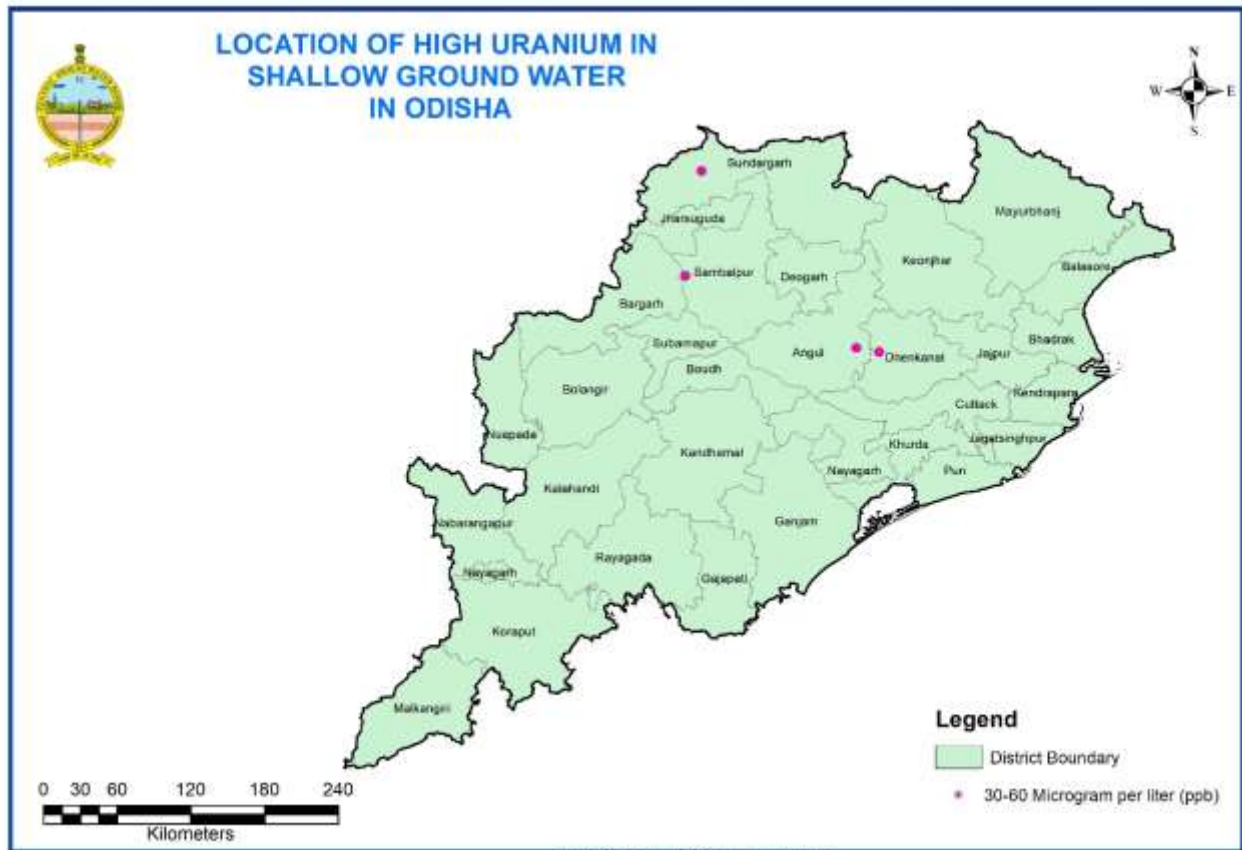 LOCATION OF HIGH URANIUM IN
SHALLOW GROUND WATER
IN ODISHA
N
W E
S
Sundargarh
Jharsuguda
Mayurbhanj
Keonjhar
Balasore
Sambalpur
Deogarh
Bargarh
Subarnapur
Angul
Dhenkanal
Jajpur
Bhadrak
Boudh
Bolangir
Cuttack
Kendrapara
Nuapada
Khurda
Jagatsinghpur
Kandhamal
Nayagarh
Puri
Kalahandi
Ganjam
Nabarangapur
Rayagada
Nayagarh
Gajapati
Koraput
Malkangiri
Legend
District Boundary
30-60 Microgram per liter (ppb)
0 30 60 120 180 240
Kilometers